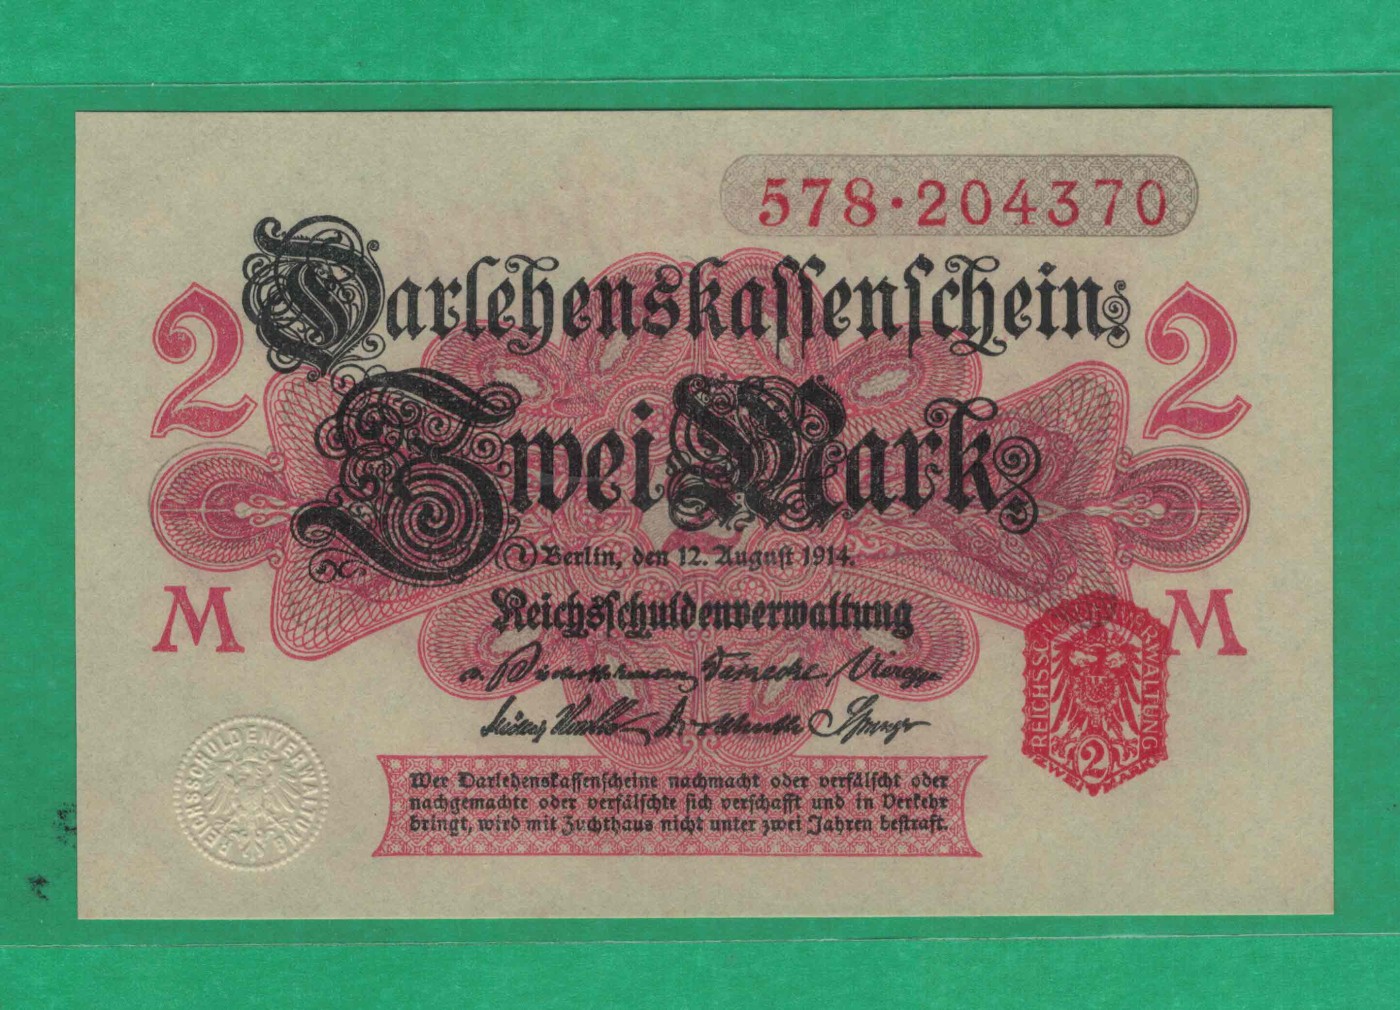 578·204370
Darlehenskassenschein.
2
2
Zwei Mark
Berlin, den 12. August 1914.
Reichsschuldenverwaltung
M
M
REICHSSCHULDENVERWALTUNG
2
ZWEI MARK
REICHSSCHULDENVERWALTUNG
Wer Darlehenskassenscheine nachmacht oder verfälscht oder
nachgemachte oder verfälschte sich verschafft und in Verkehr
bringt, wird mit Zuchthaus nicht unter zwei Jahren bestraft.